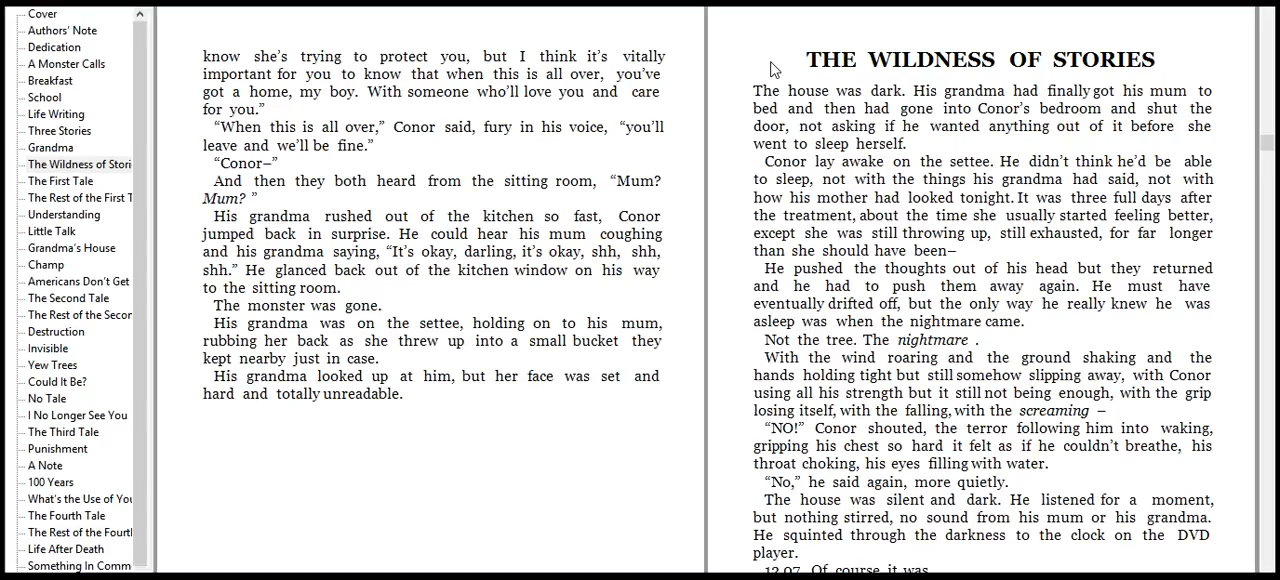 Cover
Authors' Note
Dedication
A Monster Calls
Breakfast
School
Life Writing
Three Stories
Grandma
The Wildness of Stori
The First Tale
The Rest of the First T
Understanding
Little Talk
Grandma's House
Champ
Americans Don't Get
The Second Tale
The Rest of the Secor
Destruction
Invisible
Yew Trees
Could It Be?
No Tale
I No Longer See You
The Third Tale
Punishment
A Note
100 Years
What's the Use of You
The Fourth Tale
The Rest of the Fourtl
Life After Death
Something In Comm
know she's trying to protect you, but I think it's vitally
important for you to know that when this is all over, you've
got a home, my boy. With someone who'll love you and care
for you.”
“When this is all over,” Conor said, fury in his voice, “you'll
leave and we'll be fine.”
“Conor–”
And then they both heard from the sitting room, “Mum?
Mum? ”
His grandma rushed out of the kitchen so fast, Conor
jumped back in surprise. He could hear his mum coughing
and his grandma saying, “It's okay, darling, it's okay, shh, shh,
shh.” He glanced back out of the kitchen window on his way
to the sitting room.
The monster was gone.
His grandma was on the settee, holding on to his mum,
rubbing her back as she threw up into a small bucket they
kept nearby just in case.
His grandma looked up at him, but her face was set and
hard and totally unreadable.
THE WILDNESS OF STORIES
The house was dark. His grandma had finally got his mum to
bed and then had gone into Conor's bedroom and shut the
door, not asking if he wanted anything out of it before she
went to sleep herself.
Conor lay awake on the settee. He didn't think he'd be able
to sleep, not with the things his grandma had said, not with
how his mother had looked tonight. It was three full days after
the treatment, about the time she usually started feeling better,
except she was still throwing up, still exhausted, for far longer
than she should have been–
He pushed the thoughts out of his head but they returned
and he had to push them away again. He must have
eventually drifted off, but the only way he really knew he was
asleep was when the nightmare came.
Not the tree. The nightmare .
With the wind roaring and the ground shaking and the
hands holding tight but still somehow slipping away, with Conor
using all his strength but it still not being enough, with the grip
losing itself, with the falling, with the screaming –
“NO!” Conor shouted, the terror following him into waking,
gripping his chest so hard it felt as if he couldn't breathe, his
throat choking, his eyes filling with water.
“No,” he said again, more quietly.
The house was silent and dark. He listened for a moment,
but nothing stirred, no sound from his mum or his grandma.
He squinted through the darkness to the clock on the DVD
player.
12.07. Of course it was.